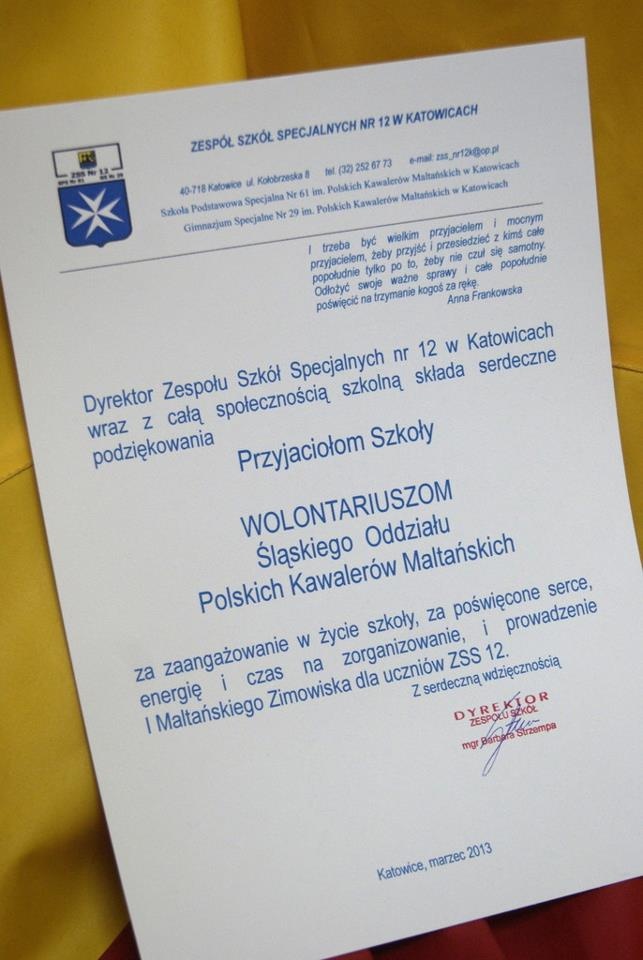 ZESPÓŁ SZKÓŁ SPECJALNYCH NR 12 W KATOWICACH
ZSS Nr 12
40-718 Katowice ul. Kołobrzeska 8 tel. (32) 252 67 73 e-mail: zss_nr12k@op.pl
Szkoła Podstawowa Specjalna Nr 61 im. Polskich Kawalerów Maltańskich w Katowicach
Gimnazjum Specjalne Nr 29 im. Polskich Kawalerów Maltańskich w Katowicach
I trzeba być wielkim przyjacielem i mocnym
przyjacielem, żeby przyjść i przesiedzieć z kimś całe
popołudnie tylko po to, żeby nie czuł się samotny.
Odłożyć swoje ważne sprawy i całe popołudnie
poświęcić na trzymanie kogoś za rękę.
Anna Frankowska
Dyrektor Zespołu Szkół Specjalnych nr 12 w Katowicach
wraz z całą społecznością szkolną składa serdeczne
podziękowania
Przyjaciołom Szkoły
WOLONTARIUSZOM
Śląskiego Oddziału
Polskich Kawalerów Maltańskich
za zaangażowanie w życie szkoły, za poświęcone serce,
energię i czas na zorganizowanie, i prowadzenie
I Maltańskiego Zimowiska dla uczniów ZSS 12.
Z serdeczną wdzięcznością
DYREKTOR
ZESPOŁU SZKÓŁ
mgr Barbara Strzempa
Katowice, marzec 2013